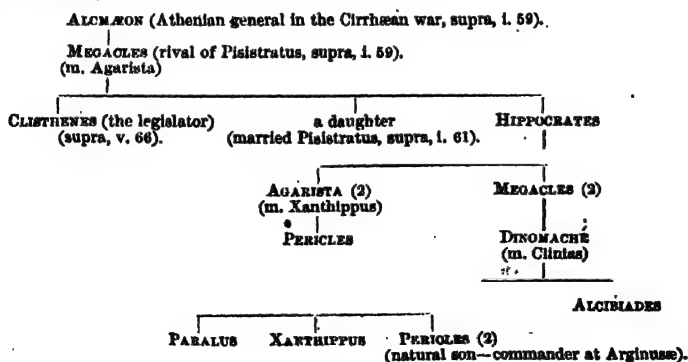 ALCMÆON (Athenian general in the Cirrhæan war, supra, i. 59).
MEGACLES (rival of Pisistratus, supra, i. 59).
(m. Agarista)
CLISTHENES (the legislator)    a daughter    HIPPOCRATES
(supra, v. 66).    (married Pisistratus, supra, i. 61).
AGARISTA (2)    MEGACLES (2)
(m. Xanthippus)
PERICLES    DINOMACHÉ
(m. Clinias)
ALCIBIADES
PARALUS    XANTHIPPUS    PERICLES (2)
(natural son—commander at Arginusæ).